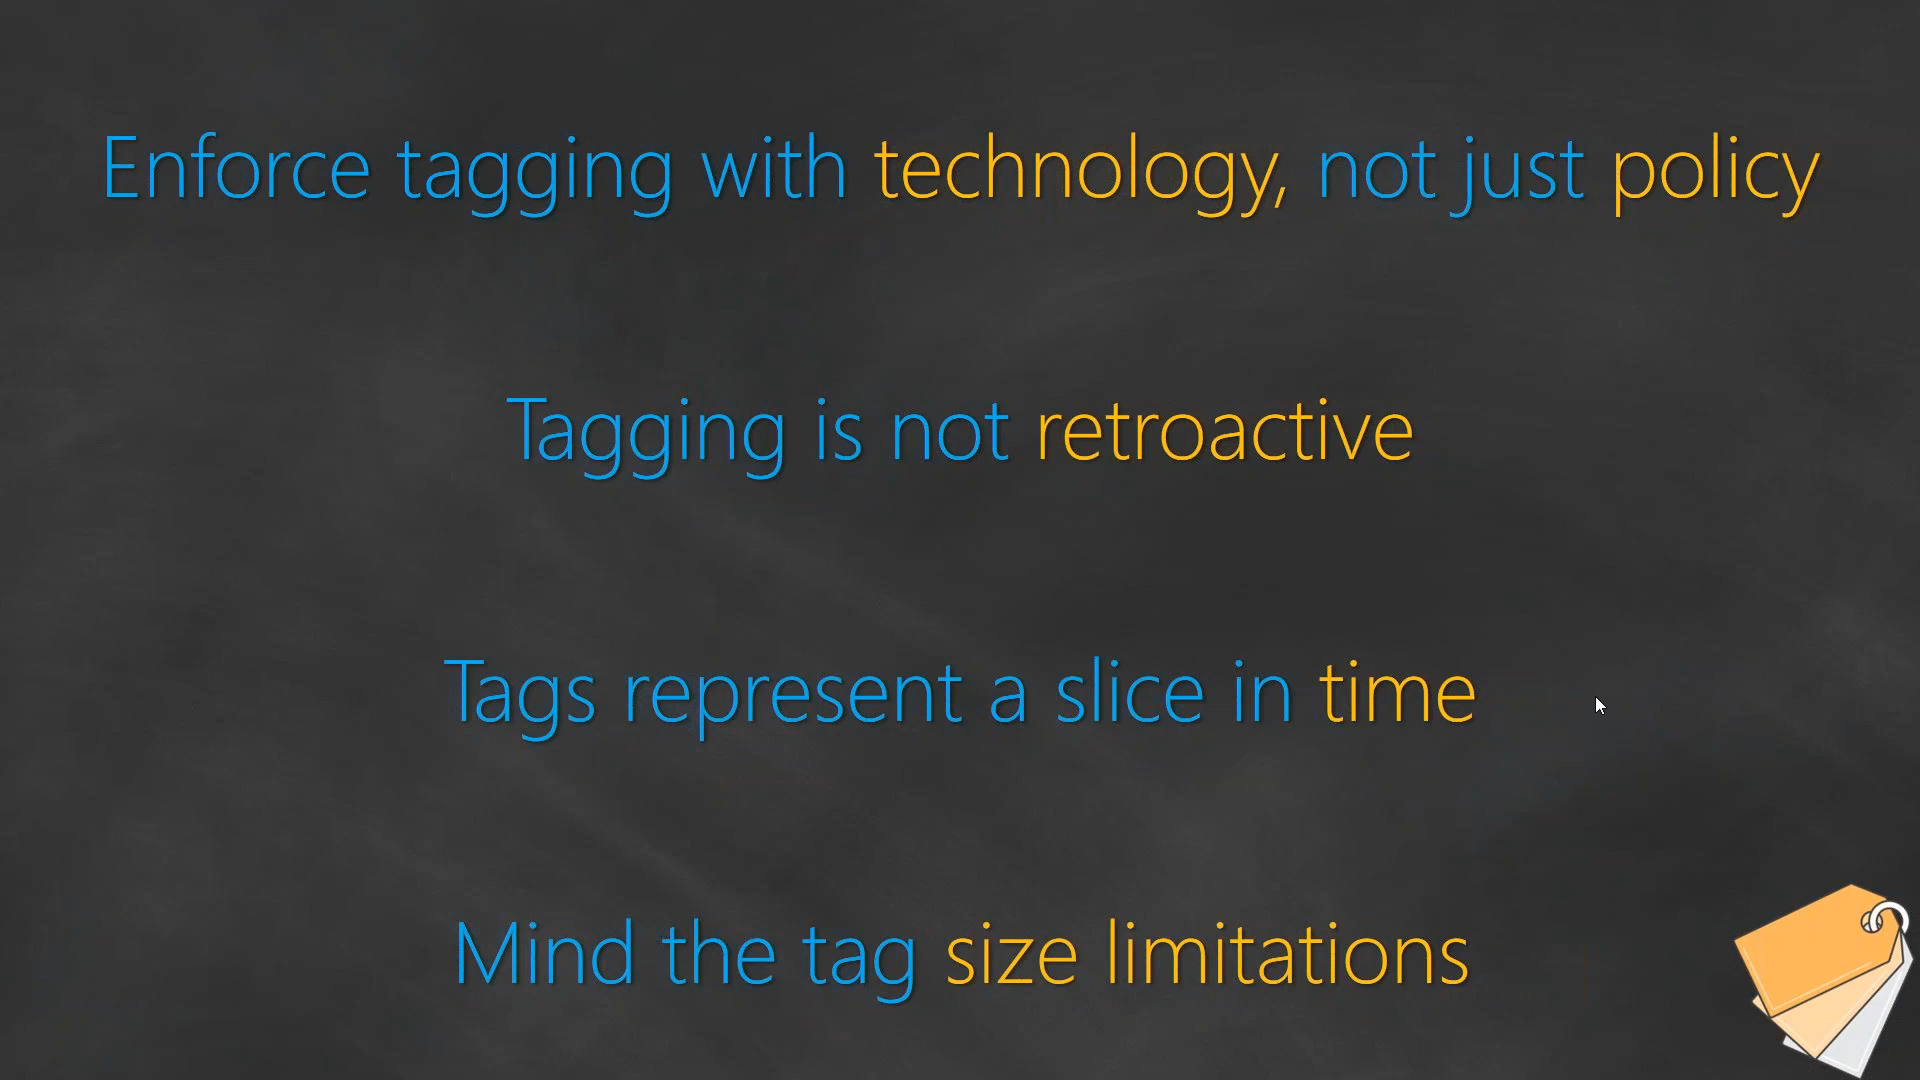 Enforce tagging with technology, not just policy
Tagging is not retroactive
Tags represent a slice in time
Mind the tag size limitations